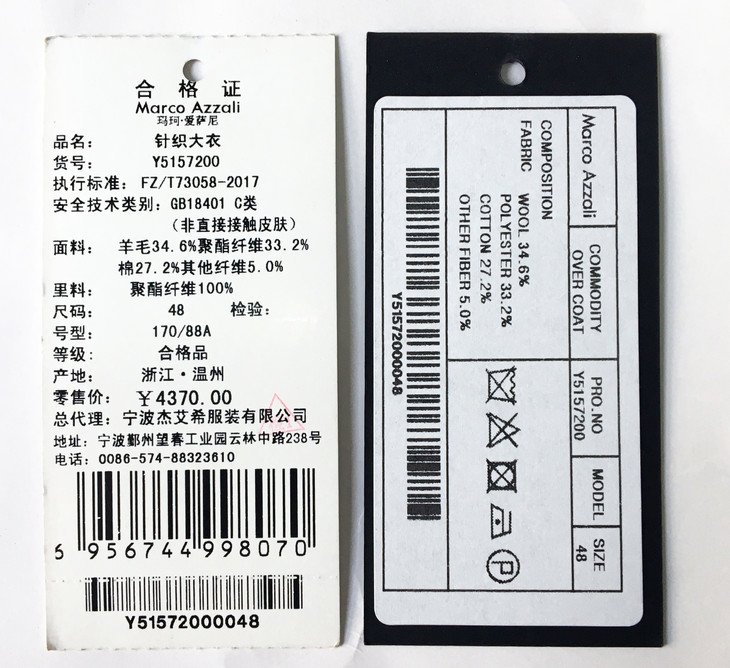 合格证
Marco Azzali
玛珂·爱萨尼
品名： 针织大衣
货号： Y5157200
执行标准： FZ/T73058-2017
安全技术类别： GB18401 C类
（非直接接触皮肤）
面料： 羊毛34.6%聚酯纤维33.2%
棉27.2%其他纤维5.0%
里料： 聚酯纤维100%
尺码： 48 检验：
号型： 170/88A
等级： 合格品
产地： 浙江·温州
零售价： ￥4370.00
总代理：宁波杰艾希服装有限公司
地址：宁波鄞州望春工业园云林中路238号
电话：0086-574-88323610
6 956744 998070
Y51572000048
Marco Azzali
COMMODITY
OVER COAT
PRO.NO
Y5157200
MODEL
SIZE
48
COMPOSITION
FABRIC WOOL 34.6%
POLYESTER 33.2%
COTTON 27.2%
OTHER FIBER 5.0%
P
Y51572000048